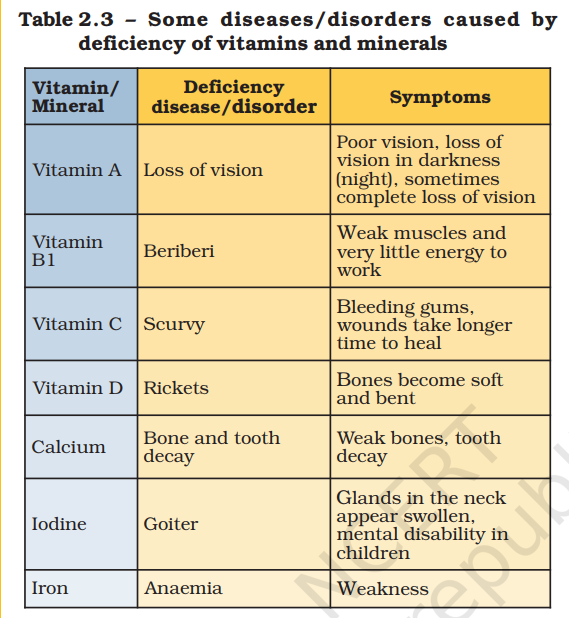 Table 2.3 – Some diseases/disorders caused by
deficiency of vitamins and minerals
Vitamin/
Mineral
Deficiency
disease/disorder
Symptoms
Vitamin A
Loss of vision
Poor vision, loss of
vision in darkness
(night), sometimes
complete loss of vision
Vitamin
B1
Beriberi
Weak muscles and
very little energy to
work
Vitamin C
Scurvy
Bleeding gums,
wounds take longer
time to heal
Vitamin D
Rickets
Bones become soft
and bent
Calcium
Bone and tooth
decay
Weak bones, tooth
decay
Iodine
Goiter
Glands in the neck
appear swollen,
mental disability in
children
Iron
Anaemia
Weakness
NCERT
republ